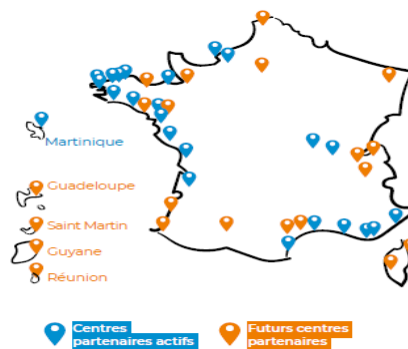 Martinique
Guadeloupe
Saint Martin
Guyane
Réunion
Centres
partenaires actifs
Futurs centres
partenaires